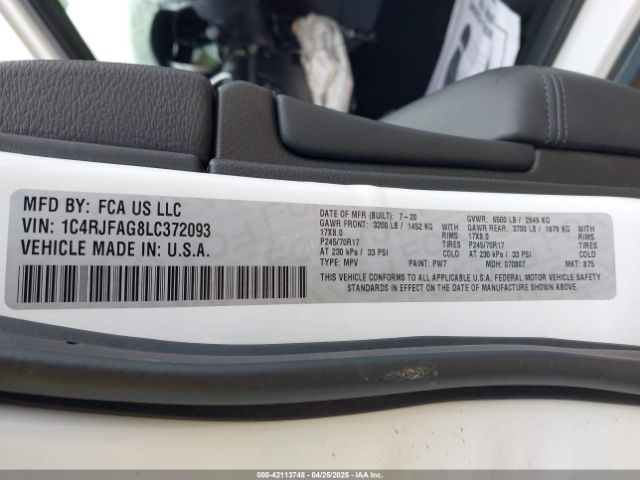 MFD BY: FCA US LLC
VIN: 1C4RJFAG8LC372093
VEHICLE MADE IN: U.S.A.
DATE OF MFR (BUILT): 7-20
GAWR FRONT: 3200 LB / 1452 KG
17X8.0 RIMS
P245/70R17
AT 230 kPa / 33 PSI COLD
TYPE: MPV PAINT: PW7
GVWR: 6500 LB / 2949 KG
GAWR REAR: 3700 LB / 1679 KG
17X8.0 RIMS
P245/70R17
AT 230 kPa / 33 PSI COLD
MDH: 070807 MKT: 875
THIS VEHICLE CONFORMS TO ALL APPLICABLE U.S.A. FEDERAL MOTOR VEHICLE SAFETY
STANDARDS IN EFFECT ON THE DATE OF MANUFACTURE SHOWN ABOVE.
000-42113748 - 04/25/2025 - IAA Inc.